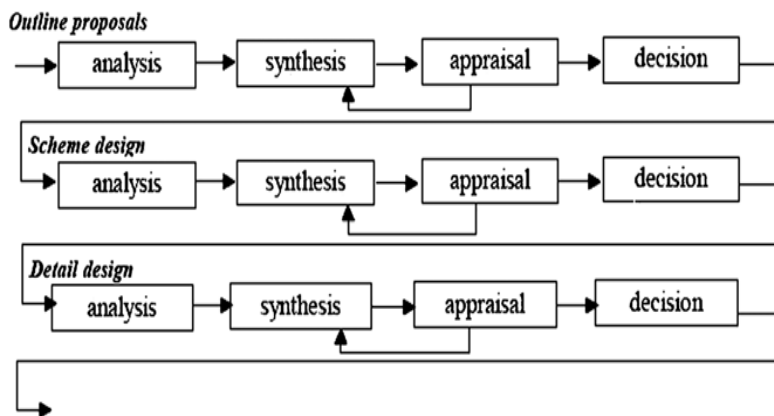 Outline proposals
analysis synthesis appraisal decision
Scheme design
analysis synthesis appraisal decision
Detail design
analysis synthesis appraisal decision